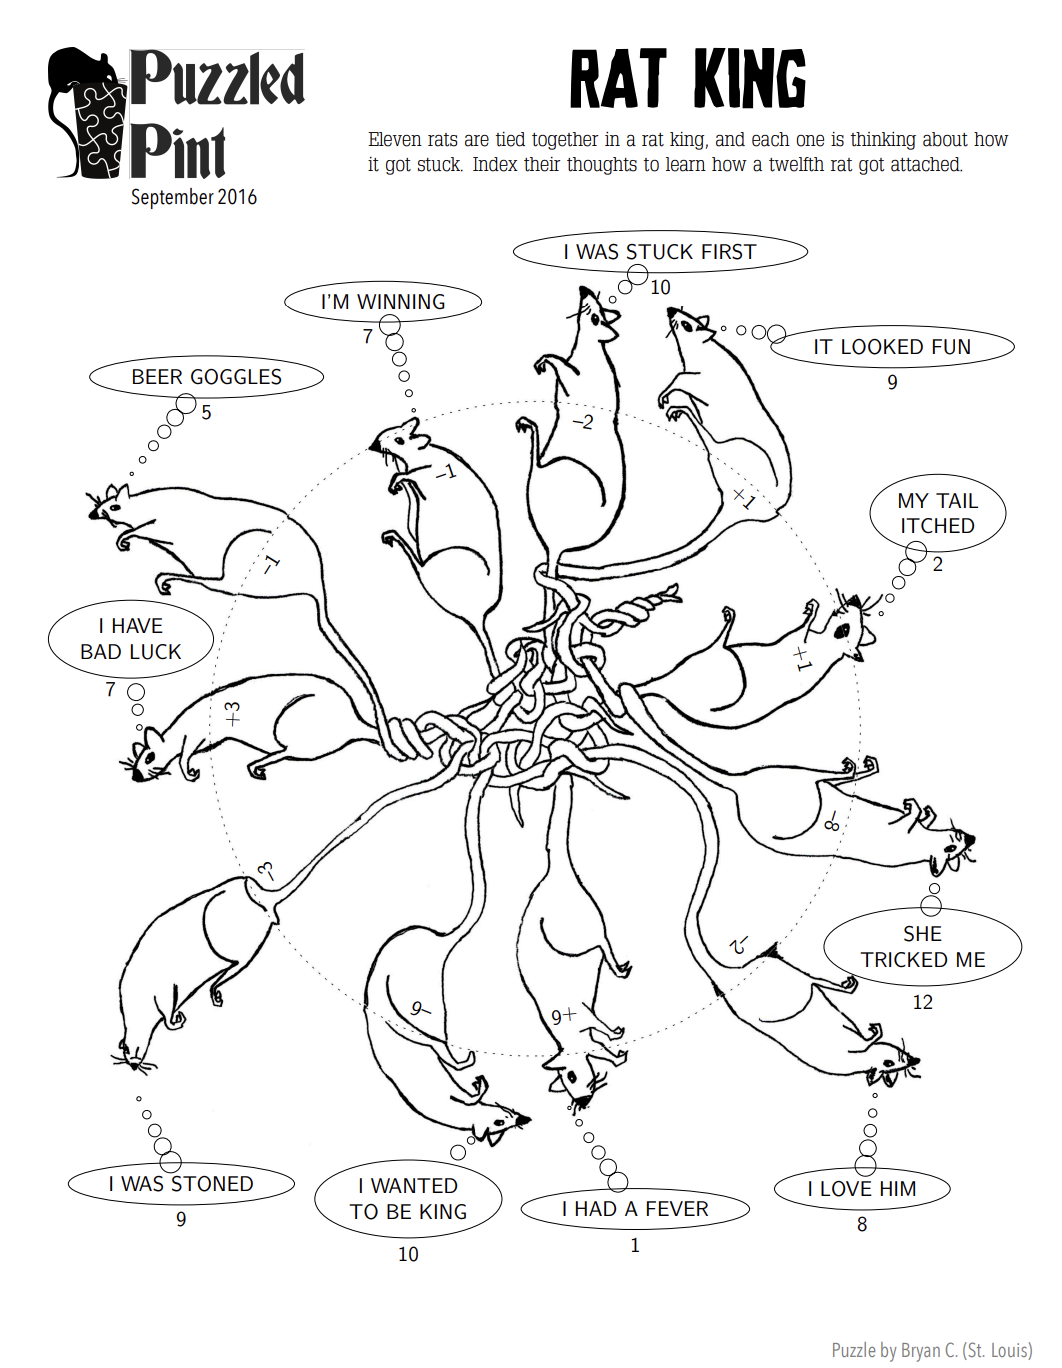 Puzzled
Pint
September 2016
RAT KING
Eleven rats are tied together in a rat king, and each one is thinking about how
it got stuck. Index their thoughts to learn how a twelfth rat got attached.
I WAS STUCK FIRST
10
I'M WINNING
7
IT LOOKED FUN
9
BEER GOGGLES
5
MY TAIL
ITCHED
2
I HAVE
BAD LUCK
7
–2
–1
+1
–1
+1
+3
–8
–3
–2
–6
+6
SHE
TRICKED ME
12
I WAS STONED
9
I WANTED
TO BE KING
10
I HAD A FEVER
1
I LOVE HIM
8
Puzzle by Bryan C. (St. Louis)